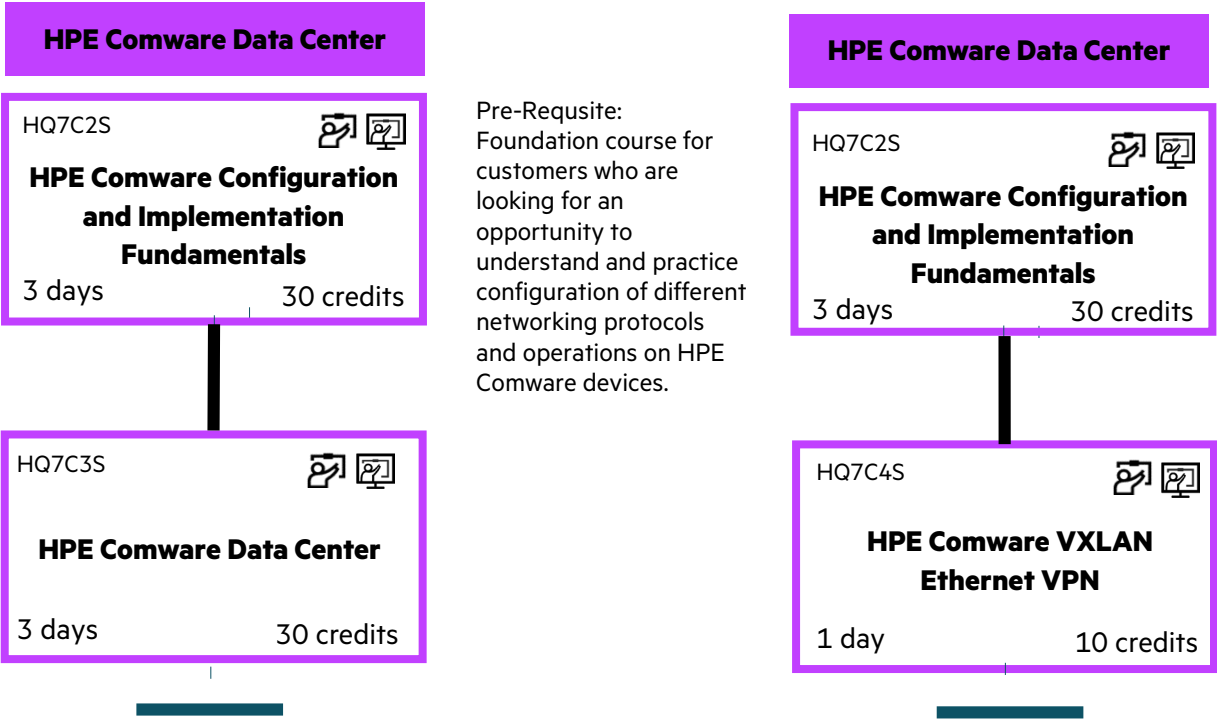 HPE Comware Data Center
HQ7C2S
HPE Comware Configuration
and Implementation
Fundamentals
3 days
30 credits
HQ7C3S
HPE Comware Data Center
3 days
30 credits
Pre-Requsite:
Foundation course for
customers who are
looking for an
opportunity to
understand and practice
configuration of different
networking protocols
and operations on HPE
Comware devices.
HPE Comware Data Center
HQ7C2S
HPE Comware Configuration
and Implementation
Fundamentals
3 days
30 credits
HQ7C4S
HPE Comware VXLAN
Ethernet VPN
1 day
10 credits